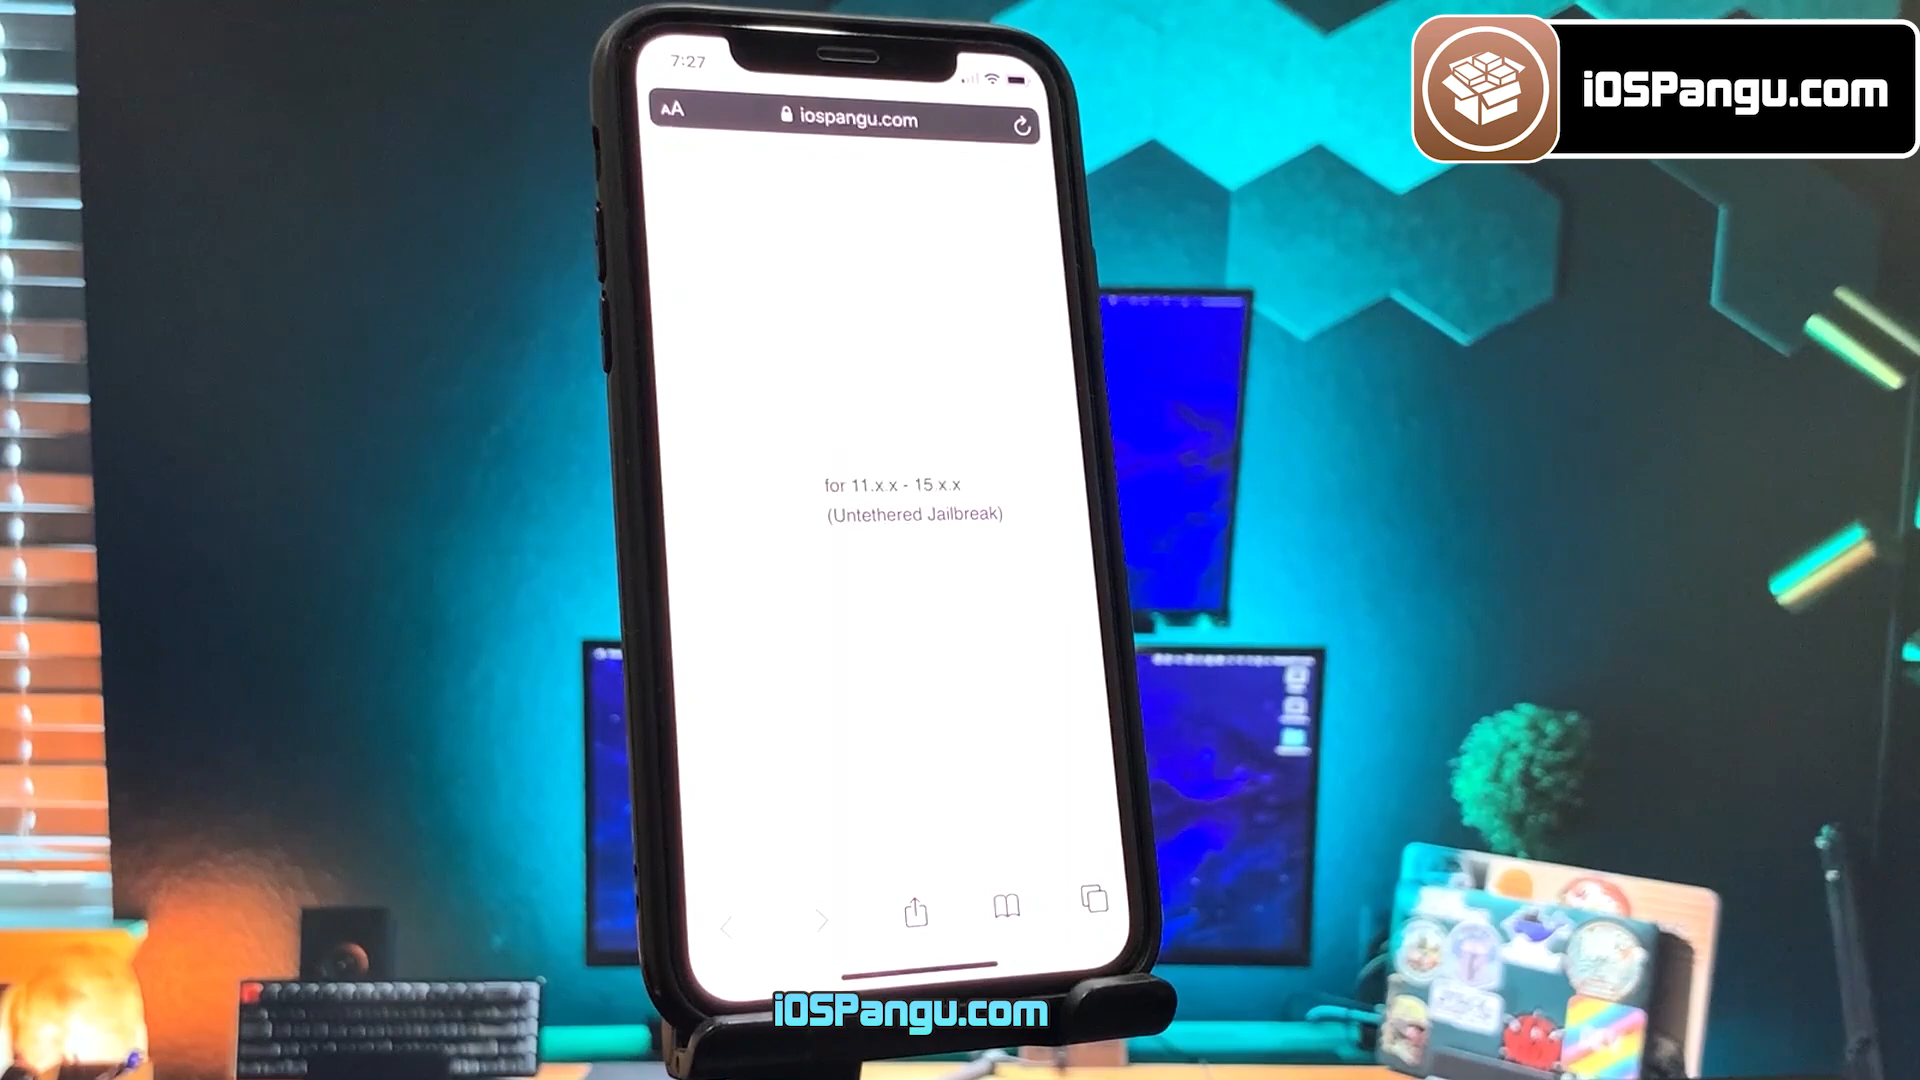 iOSPangu.com
7:27
AA iospangu.com
for 11.x.x - 15.x.x
(Untethered Jailbreak)
iOSPangu.com